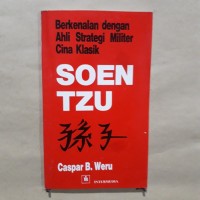 Berkenalan dengan
Ahli Strategi Militer
Cina Klasik
SOEN
TZU
孫子
Caspar B. Weru